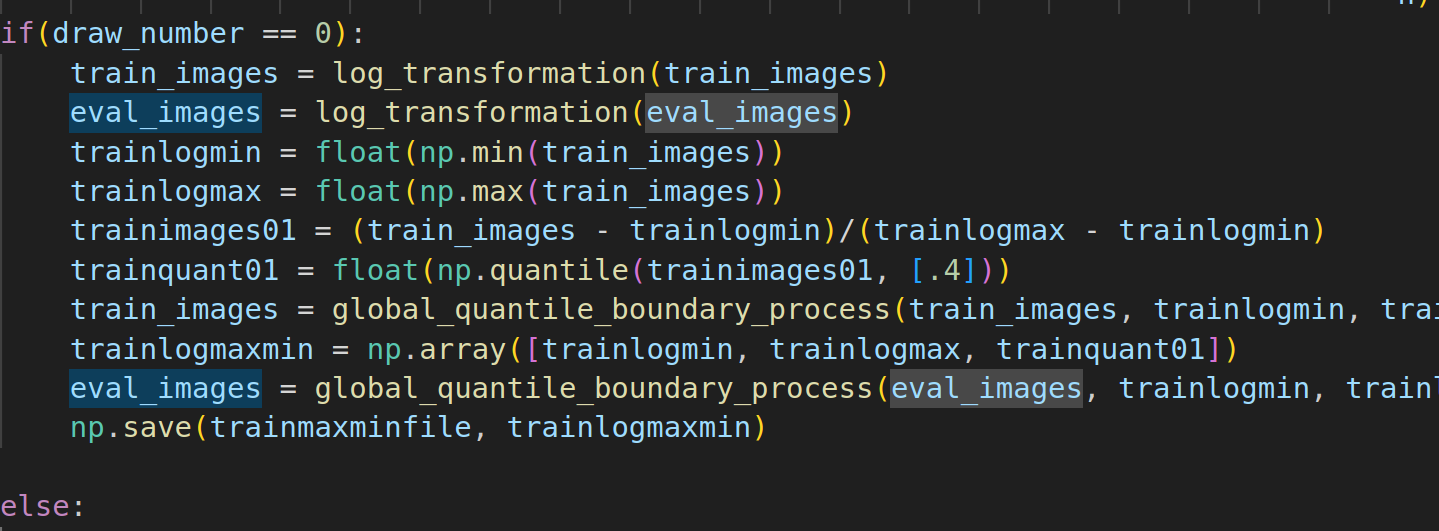 if(draw_number == 0):
    train_images = log_transformation(train_images)
    eval_images = log_transformation(eval_images)
    trainlogmin = float(np.min(train_images))
    trainlogmax = float(np.max(train_images))
    trainimages01 = (train_images - trainlogmin)/(trainlogmax - trainlogmin)
    trainquant01 = float(np.quantile(trainimages01, [.4]))
    train_images = global_quantile_boundary_process(train_images, trainlogmin, trai
    trainlogmaxmin = np.array([trainlogmin, trainlogmax, trainquant01])
    eval_images = global_quantile_boundary_process(eval_images, trainlogmin, trainl
    np.save(trainmaxminfile, trainlogmaxmin)
else: